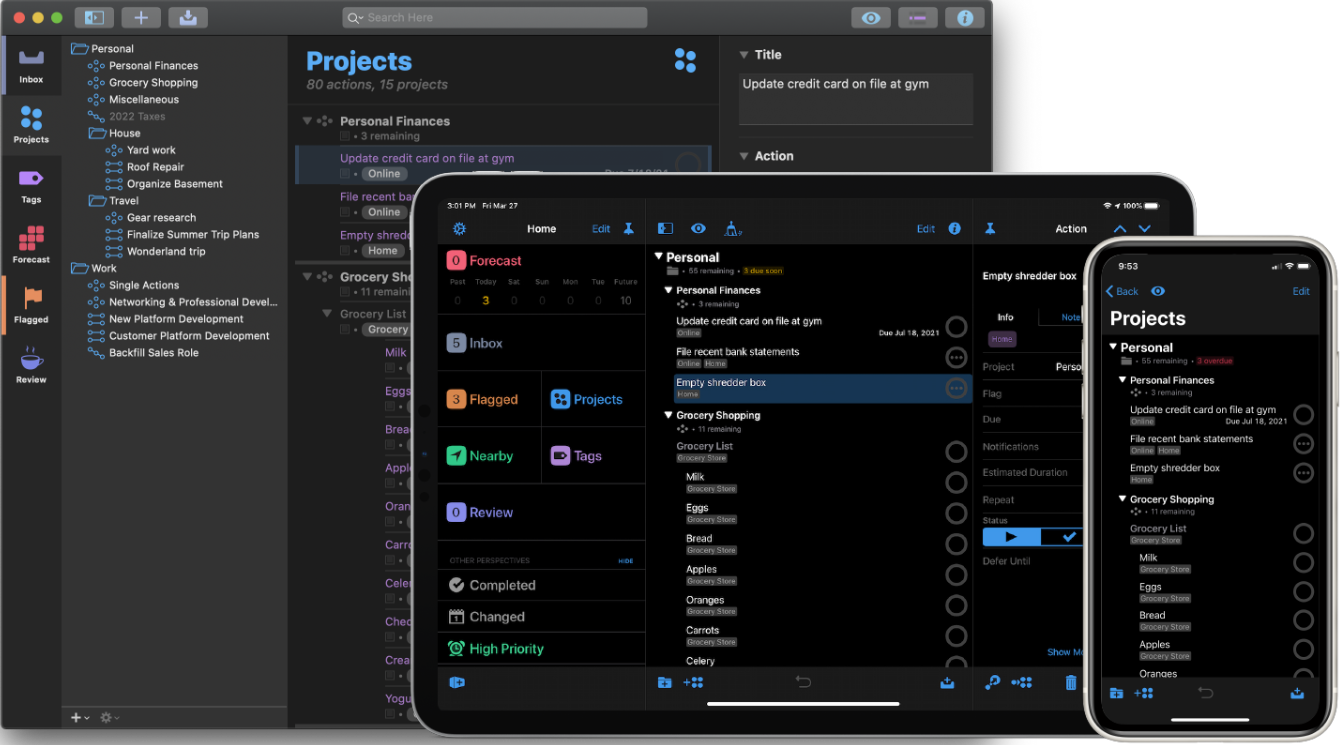 Search Here
Inbox
Projects
Tags
Forecast
Flagged
Review
Personal
Personal Finances
Grocery Shopping
Miscellaneous
2022 Taxes
House
Yard work
Roof Repair
Organize Basement
Travel
Gear research
Finalize Summer Trip Plans
Wonderland trip
Work
Single Actions
Networking & Professional Devel...
New Platform Development
Customer Platform Development
Backfill Sales Role
Projects
80 actions, 15 projects
Personal Finances
• 3 remaining
Update credit card on file at gym
• Online
File recent ba
• Online
Empty shredd
• Home
Grocery Sho
• 11 remaini
Grocery List
• Grocery
Milk
Eggs
Brea
Appl
Oran
Carro
Celer
Chec
Crea
Yogu
Title
Update credit card on file at gym
Action
3:01 PM Fri Mar 27
100%
Home
Edit
0 Forecast
Past Today Sat Sun Mon Tue Future
0 3 0 0 0 0 10
5 Inbox
3 Flagged
Projects
Nearby
Tags
0 Review
OTHER PERSPECTIVES
HIDE
Completed
Changed
High Priority
Edit
Personal
• 55 remaining • 3 due soon
Personal Finances
• 3 remaining
Update credit card on file at gym
Online
Due Jul 18, 2021
File recent bank statements
Online Home
Empty shredder box
Home
Grocery Shopping
• 11 remaining
Grocery List
Grocery Store
Milk
Grocery Store
Eggs
Grocery Store
Bread
Grocery Store
Apples
Grocery Store
Oranges
Grocery Store
Carrots
Grocery Store
Celery
Action
Empty shredder box
Info
Note
Home
Project
Perso
Flag
Due
Notifications
Estimated Duration
Repeat
Status
Defer Until
Show Mo
9:53
Back
Edit
Projects
Personal
• 55 remaining • 3 overdue
Personal Finances
• 3 remaining
Update credit card on file at gym
Online
Due Jul 18, 2021
File recent bank statements
Online Home
Empty shredder box
Home
Grocery Shopping
• 11 remaining
Grocery List
Grocery Store
Milk
Grocery Store
Eggs
Grocery Store
Bread
Grocery Store
Apples
Grocery Store
Oranges